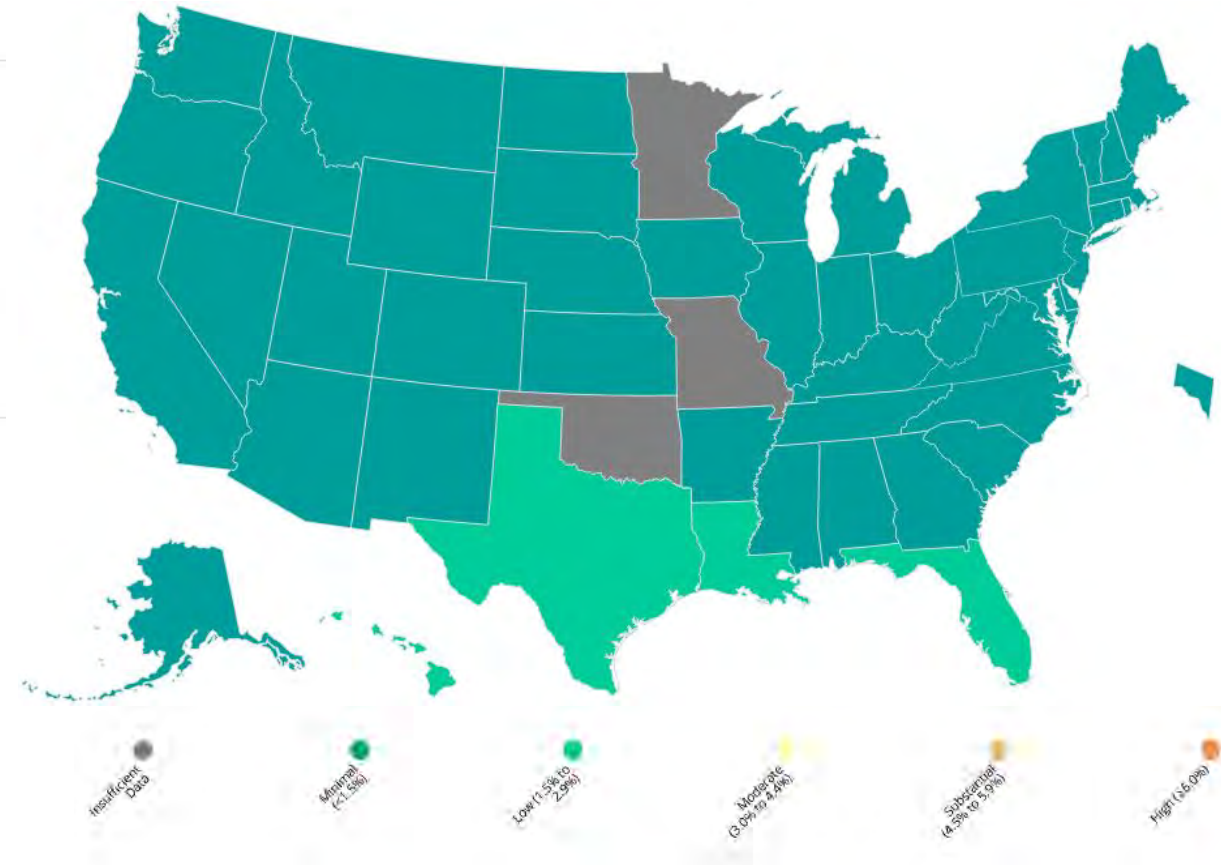 Insufficient
Data
Minimal
(<1.5%)
Low (1.5% to
2.9%)
Moderate
(3.0% to 4.4%)
Substantial
(4.5% to 5.9%)
High (≥6.0%)